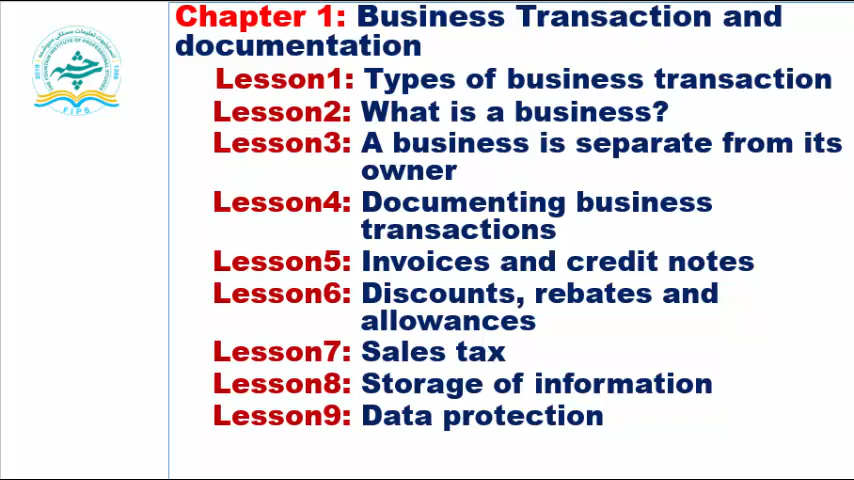 Chapter 1: Business Transaction and
documentation
Lesson1: Types of business transaction
Lesson2: What is a business?
Lesson3: A business is separate from its
owner
Lesson4: Documenting business
transactions
Lesson5: Invoices and credit notes
Lesson6: Discounts, rebates and
allowances
Lesson7: Sales tax
Lesson8: Storage of information
Lesson9: Data protection
FIPS